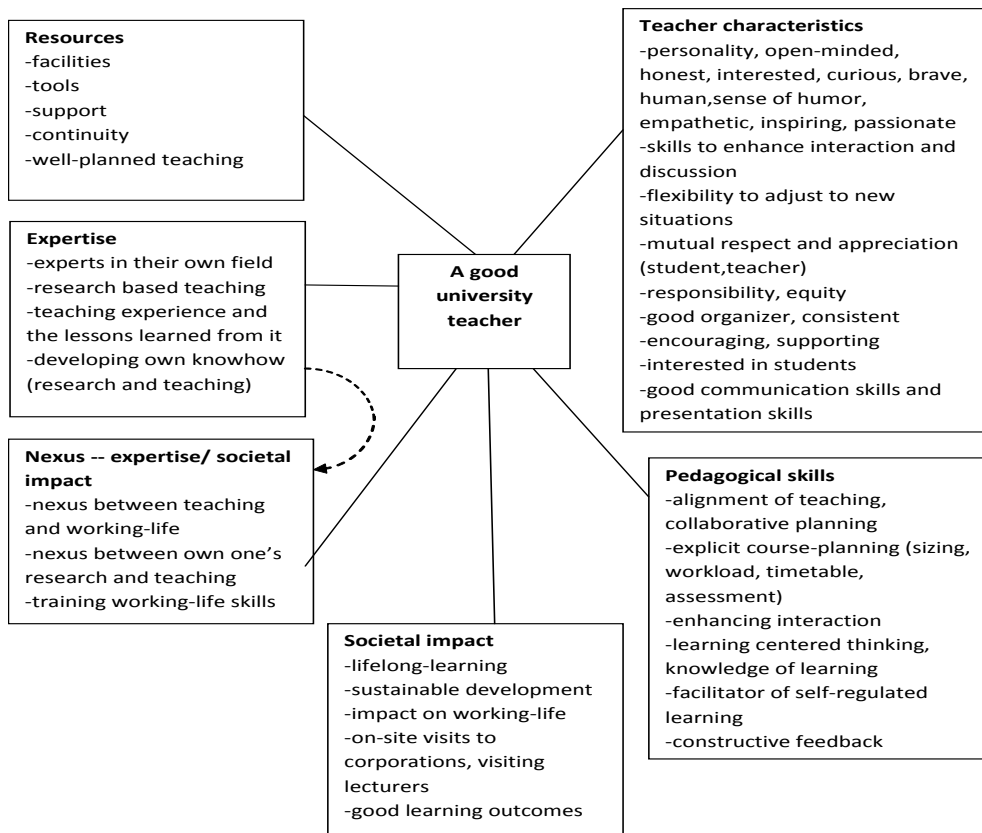 Resources
-facilities
-tools
-support
-continuity
-well-planned teaching
Teacher characteristics
-personality, open-minded,
honest, interested, curious, brave,
human,sense of humor,
empathetic, inspiring, passionate
-skills to enhance interaction and
discussion
-flexibility to adjust to new
situations
-mutual respect and appreciation
(student,teacher)
-responsibility, equity
-good organizer, consistent
-encouraging, supporting
-interested in students
-good communication skills and
presentation skills
Expertise
-experts in their own field
-research based teaching
-teaching experience and
the lessons learned from it
-developing own knowhow
(research and teaching)
A good
university
teacher
Nexus -- expertise/ societal
impact
-nexus between teaching
and working-life
-nexus between own one’s
research and teaching
-training working-life skills
Pedagogical skills
-alignment of teaching,
collaborative planning
-explicit course-planning (sizing,
workload, timetable,
assessment)
-enhancing interaction
-learning centered thinking,
knowledge of learning
-facilitator of self-regulated
learning
-constructive feedback
Societal impact
-lifelong-learning
-sustainable development
-impact on working-life
-on-site visits to
corporations, visiting
lecturers
-good learning outcomes